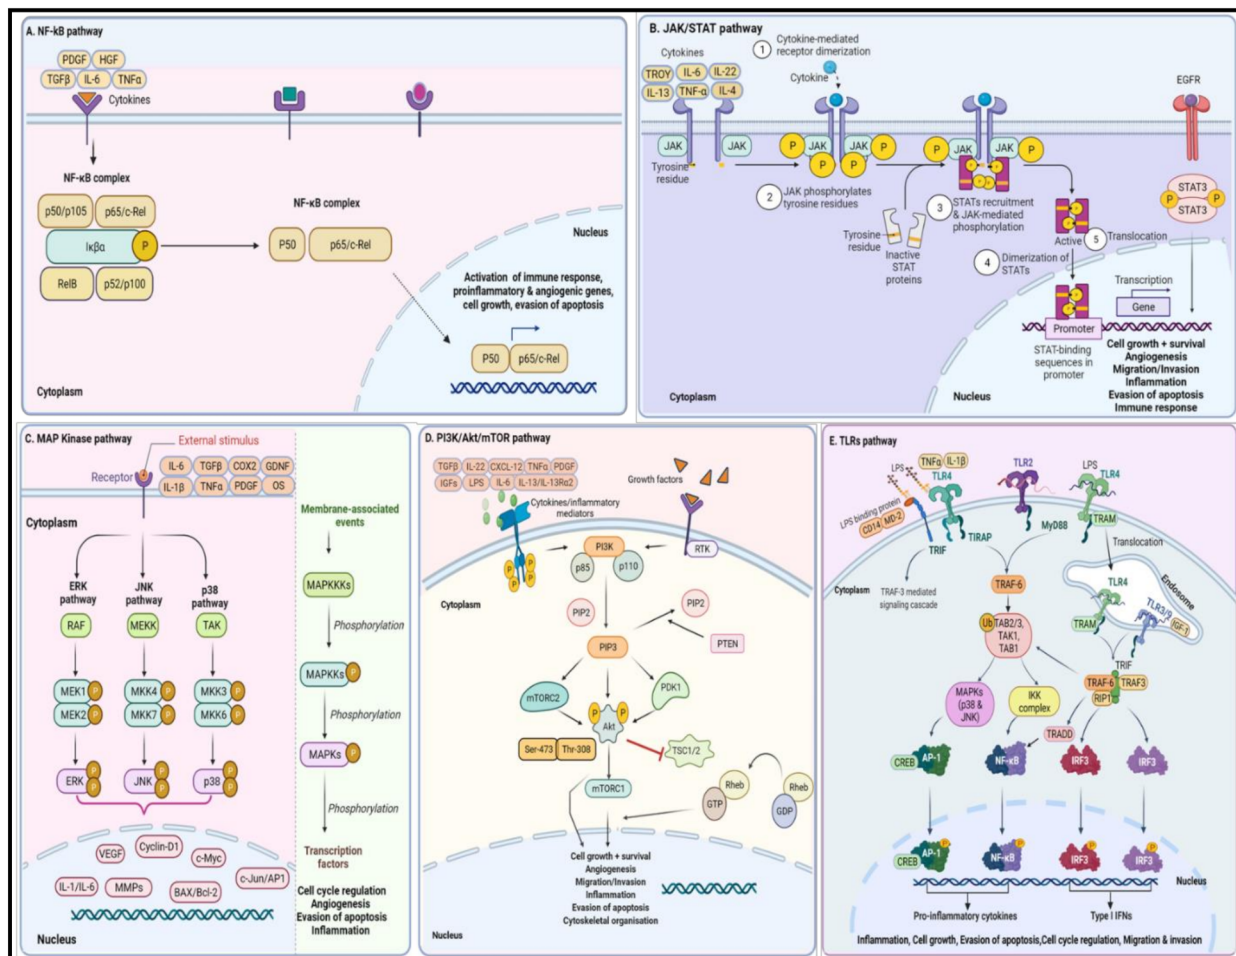 A. NF-kB pathway
PDGF HGF
TGFβ IL-6 TNFα
Cytokines
NF-κB complex
p50/p105 p65/c-Rel
Iκβα P
RelB p52/p100
NF-κB complex
P50 p65/c-Rel
Nucleus
Activation of immune response,
proinflammatory & angiogenic genes,
cell growth, evasion of apoptosis
P50 p65/c-Rel
Cytoplasm
B. JAK/STAT pathway
Cytokines
TROY IL-6 IL-22
IL-13 TNF-α IL-4
1 Cytokine-mediated
receptor dimerization
Cytokine
EGFR
JAK JAK
Tyrosine
residue
P JAK JAK P
P P
2 JAK phosphorylates
tyrosine residues
P JAK JAK P
3 STATs recruitment
& JAK-mediated
phosphorylation
Tyrosine
residue
Inactive
STAT
proteins
Active
5 Translocation
4 Dimerization of
STATs
STAT3
P P
STAT3
Transcription
Gene
Promoter
STAT-binding
sequences in
promoter
Cell growth + survival
Angiogenesis
Migration/Invasion
Inflammation
Evasion of apoptosis
Immune response
Cytoplasm
Nucleus
C. MAP Kinase pathway
External stimulus
Receptor
IL-6 TGFβ COX2 GDNF
IL-1β TNFα PDGF OS
Cytoplasm
ERK
pathway
JNK
pathway
p38
pathway
RAF MEKK TAK
MEK1 P MKK4 P MKK3 P
MEK2 P MKK7 P MKK6 P
ERK P P JNK P P p38 P P
VEGF Cyclin-D1 c-Myc
IL-1/IL-6 MMPs BAX/Bcl-2 c-Jun/AP1
Nucleus
Membrane-associated
events
MAPKKKs
Phosphorylation
MAPKKs P
Phosphorylation
MAPKs P
Phosphorylation
Transcription
factors
Cell cycle regulation
Angiogenesis
Evasion of apoptosis
Inflammation
D. PI3K/Akt/mTOR pathway
TGFβ IL-22 CXCL-12 TNFα PDGF
IGFs LPS IL-6 IL-13/IL-13Rα2
Growth factors
Cytokines/inflammatory
mediators
P P
P P
PI3K
p85 p110
RTK
Cytoplasm
PIP2
PIP2
PTEN
PIP3
mTORC2
PDK1
P P
Akt
Ser-473 Thr-308
TSC1/2
mTORC1
Rheb
GTP
Rheb
GDP
Cell growth + survival
Angiogenesis
Migration/Invasion
Inflammation
Evasion of apoptosis
Cytoskeletal organisation
Nucleus
E. TLRs pathway
TNFα IL-1β
LPS
TLR4
TLR2
LPS
TLR4
LPS binding protein
CD14 MD-2
TRIF
TIRAP
MyD88
TRAM
Translocation
Cytoplasm
TRAF-3 mediated
signaling cascade
TRAF-6
Endosome
TLR4
TLR3/9
IGF-1
TRAM
Ub TAB2/3,
TAK1,
TAB1
TRIF
TRAF-6 TRAF3
RIP1
MAPKs
(p38 &
JNK)
IKK
complex
TRADD
CREB AP-1 NF-κB IRF3 IRF3
P P P P
CREB AP-1 NF-κB IRF3 IRF3
Nucleus
Pro-inflammatory cytokines
Type I IFNs
Inflammation, Cell growth, Evasion of apoptosis,Cell cycle regulation, Migration & invasion